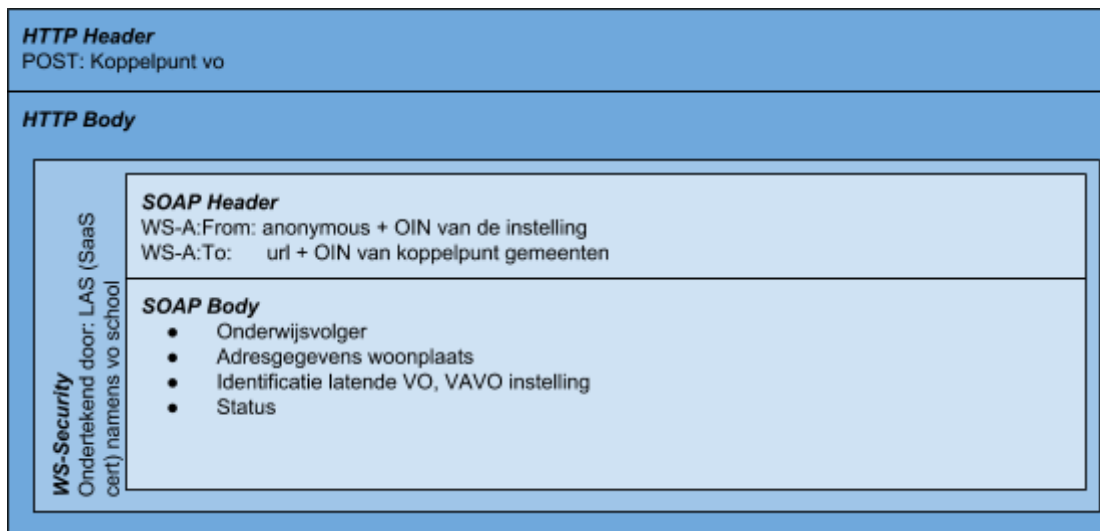 HTTP Header
POST: Koppelpunt vo
HTTP Body
WS-Security
Ondertekend door: LAS (SaaS
cert) namens vo school
SOAP Header
WS-A:From: anonymous + OIN van de instelling
WS-A:To: url + OIN van koppelpunt gemeenten
SOAP Body
● Onderwijsvolger
● Adresgegevens woonplaats
● Identificatie latende VO, VAVO instelling
● Status